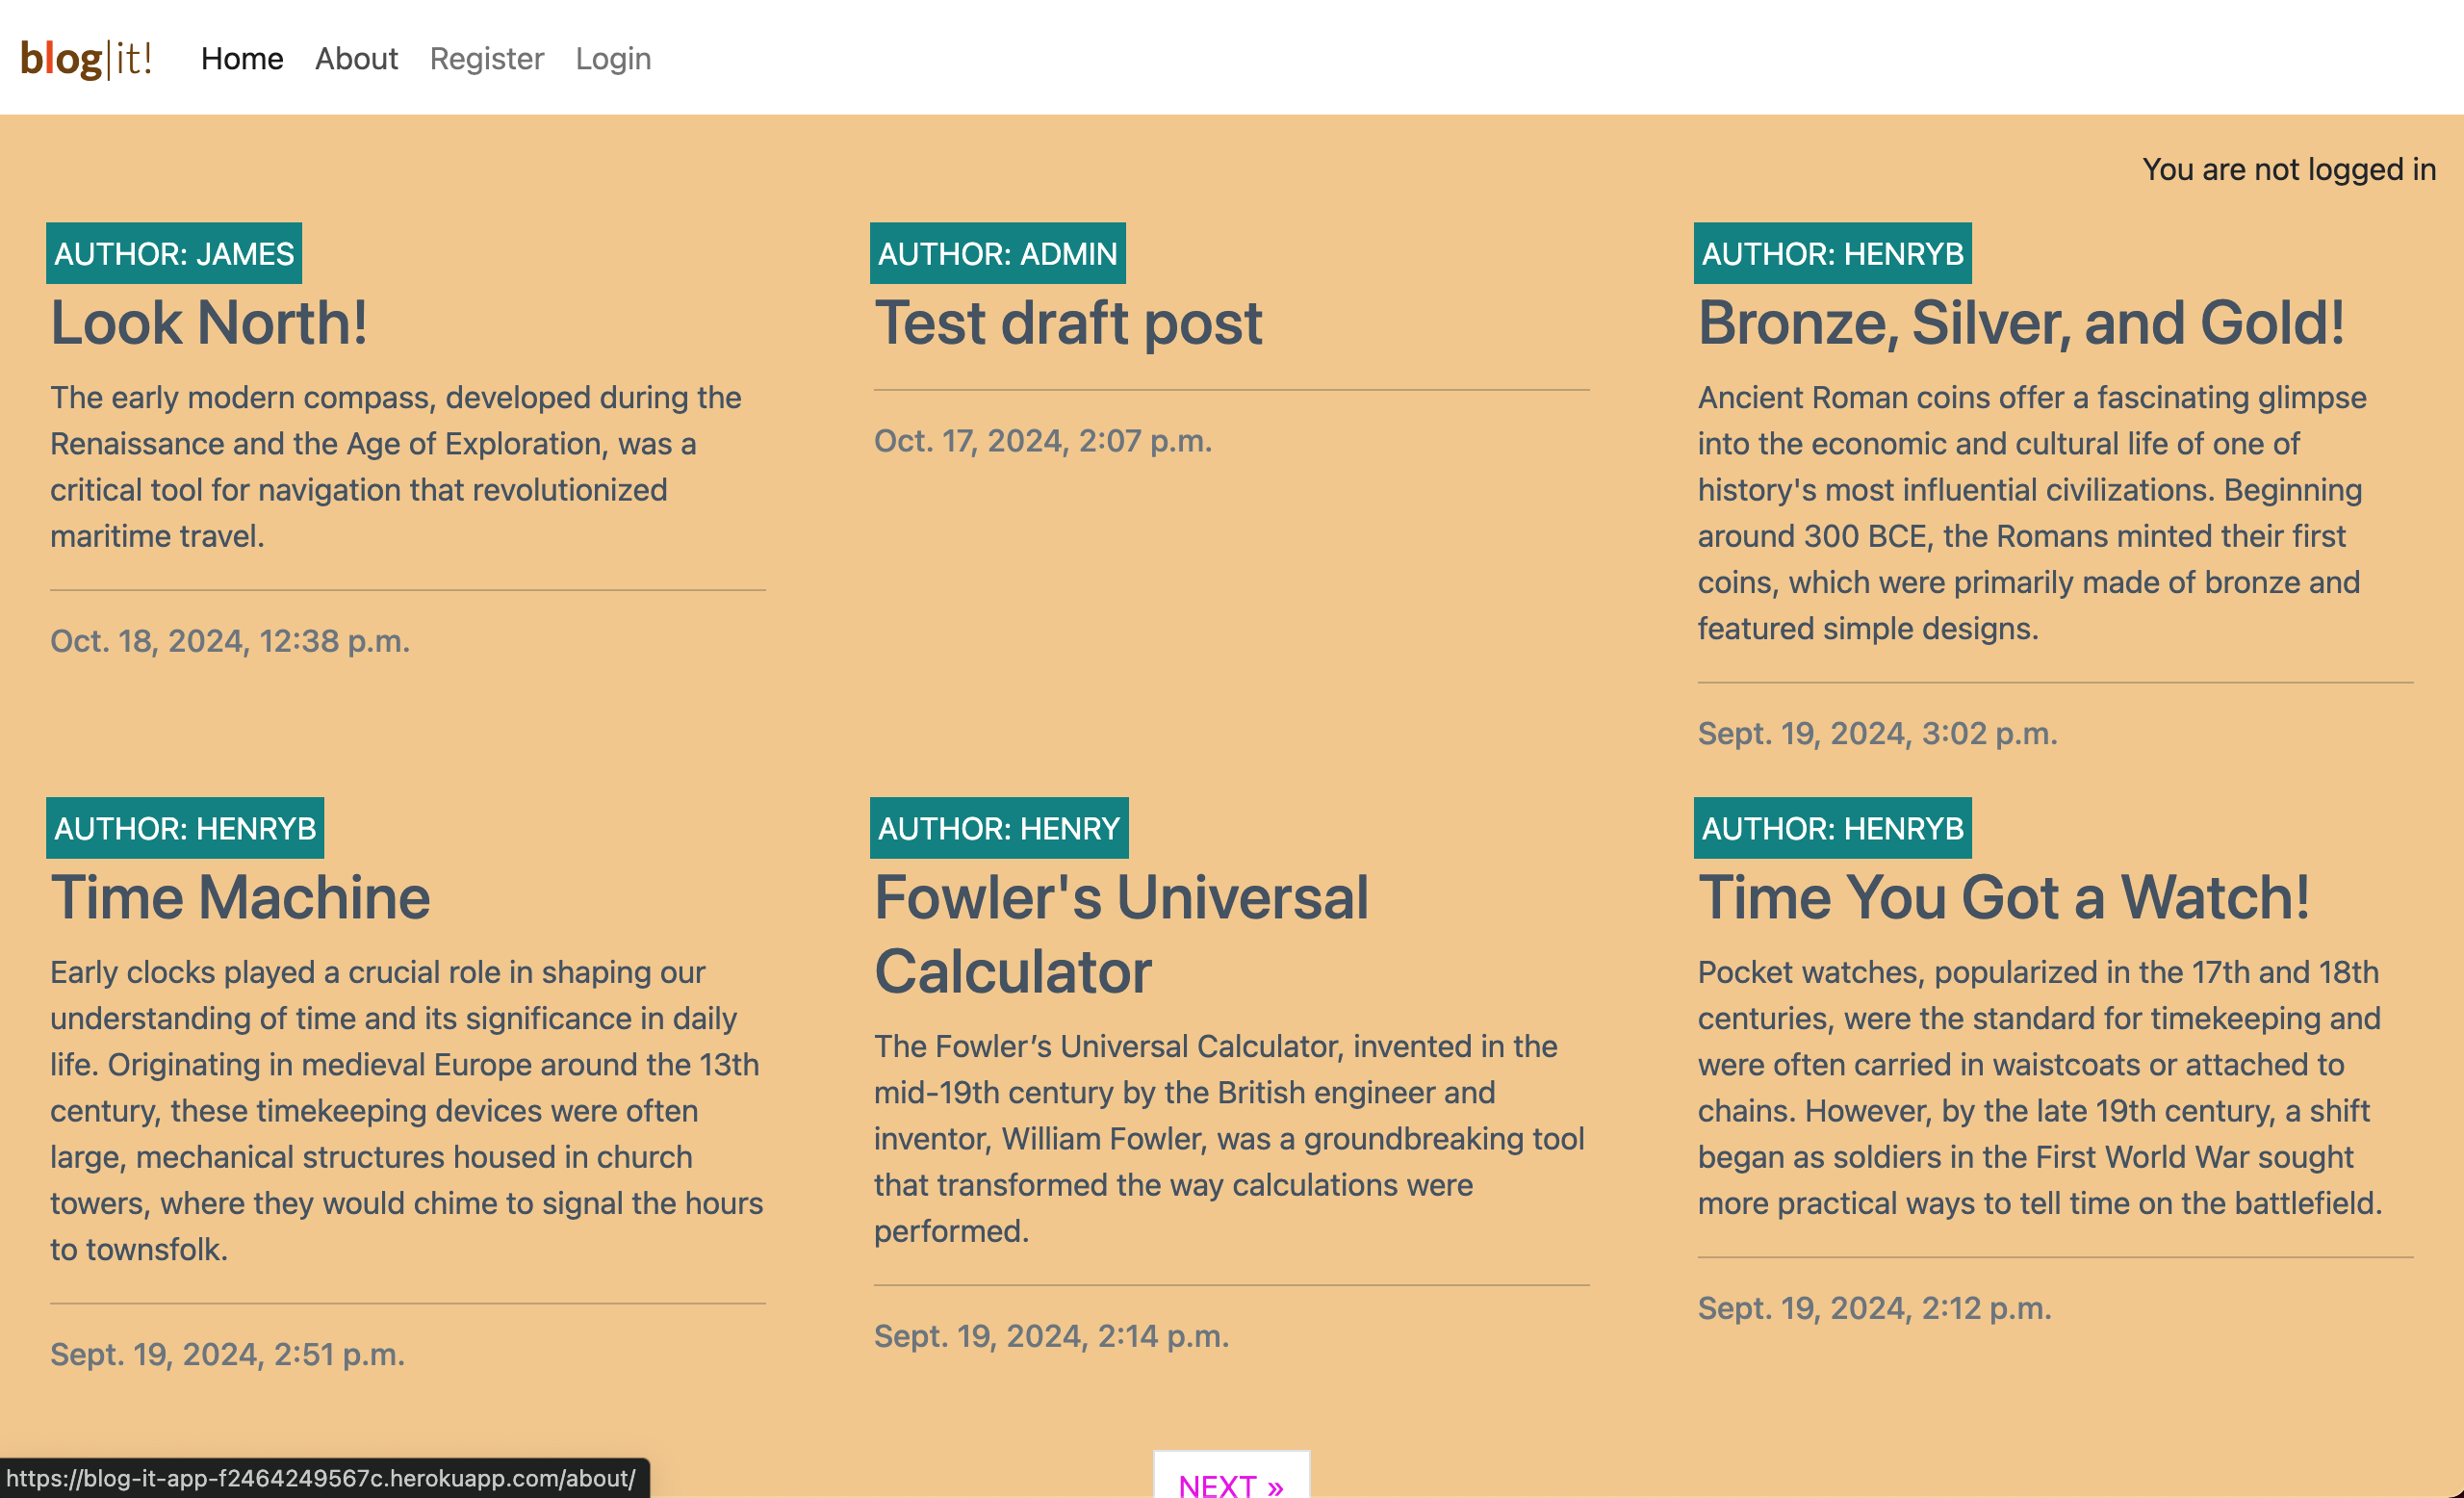 blog|it! Home About Register Login
You are not logged in
AUTHOR: JAMES
Look North!
The early modern compass, developed during the
Renaissance and the Age of Exploration, was a
critical tool for navigation that revolutionized
maritime travel.
Oct. 18, 2024, 12:38 p.m.
AUTHOR: ADMIN
Test draft post
Oct. 17, 2024, 2:07 p.m.
AUTHOR: HENRYB
Bronze, Silver, and Gold!
Ancient Roman coins offer a fascinating glimpse
into the economic and cultural life of one of
history's most influential civilizations. Beginning
around 300 BCE, the Romans minted their first
coins, which were primarily made of bronze and
featured simple designs.
Sept. 19, 2024, 3:02 p.m.
AUTHOR: HENRYB
Time Machine
Early clocks played a crucial role in shaping our
understanding of time and its significance in daily
life. Originating in medieval Europe around the 13th
century, these timekeeping devices were often
large, mechanical structures housed in church
towers, where they would chime to signal the hours
to townsfolk.
Sept. 19, 2024, 2:51 p.m.
AUTHOR: HENRY
Fowler's Universal
Calculator
The Fowler’s Universal Calculator, invented in the
mid-19th century by the British engineer and
inventor, William Fowler, was a groundbreaking tool
that transformed the way calculations were
performed.
Sept. 19, 2024, 2:14 p.m.
AUTHOR: HENRYB
Time You Got a Watch!
Pocket watches, popularized in the 17th and 18th
centuries, were the standard for timekeeping and
were often carried in waistcoats or attached to
chains. However, by the late 19th century, a shift
began as soldiers in the First World War sought
more practical ways to tell time on the battlefield.
Sept. 19, 2024, 2:12 p.m.
NEXT »
https://blog-it-app-f2464249567c.herokuapp.com/about/